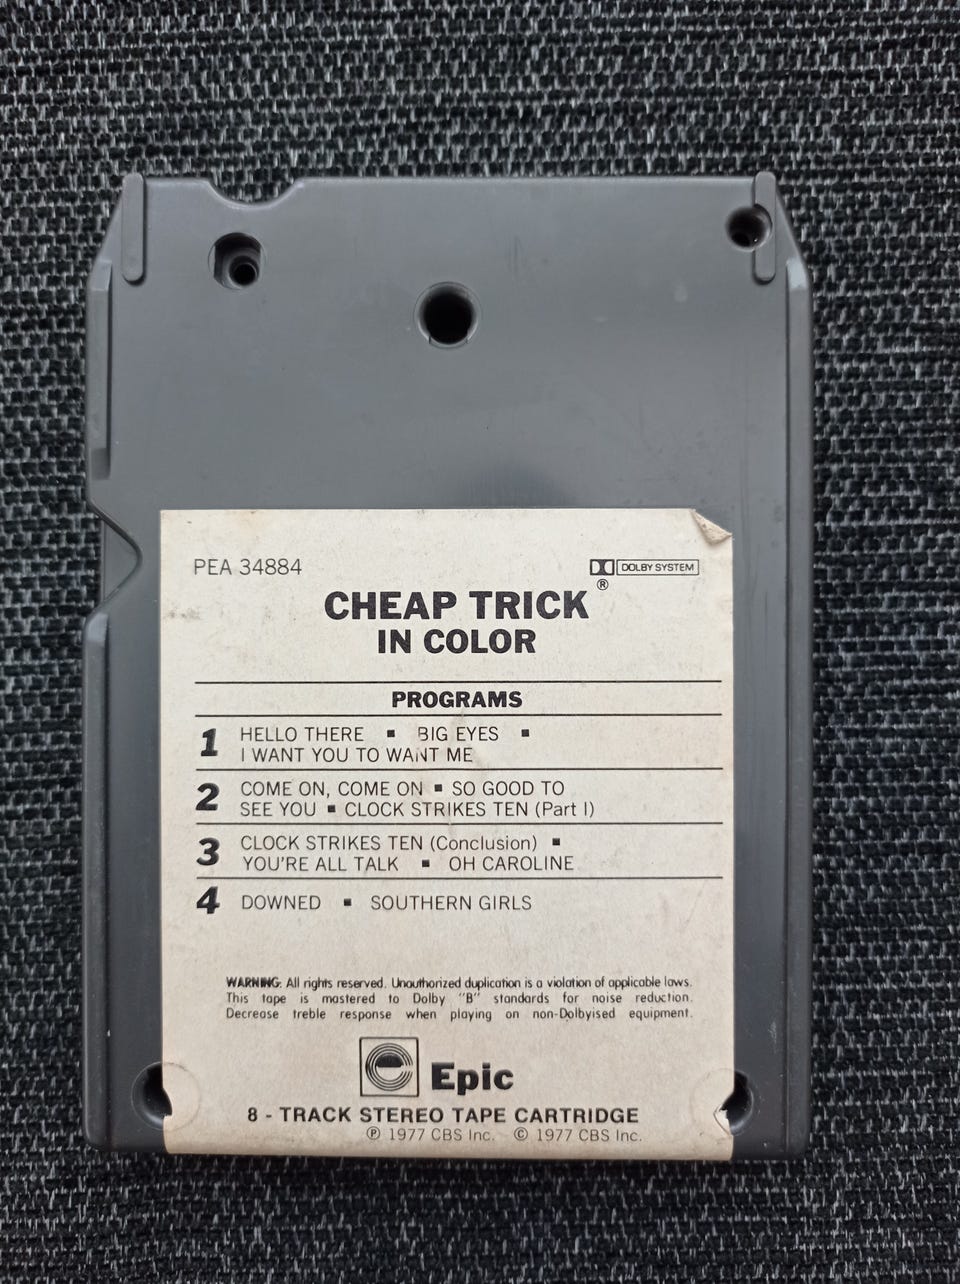 PEA 34884
DOLBY SYSTEM
®
CHEAP TRICK
IN COLOR
PROGRAMS
1 HELLO THERE ▪ BIG EYES ▪
I WANT YOU TO WANT ME
2 COME ON, COME ON ▪ SO GOOD TO
SEE YOU ▪ CLOCK STRIKES TEN (Part I)
3 CLOCK STRIKES TEN (Conclusion) ▪
YOU'RE ALL TALK ▪ OH CAROLINE
4 DOWNED ▪ SOUTHERN GIRLS
WARNING: All rights reserved. Unauthorized duplication is a violation of applicable laws.
This tape is mastered to Dolby "B" standards for noise reduction.
Decrease treble response when playing on non-Dolbyised equipment.
Epic
8 - TRACK STEREO TAPE CARTRIDGE
℗ 1977 CBS Inc. © 1977 CBS Inc.